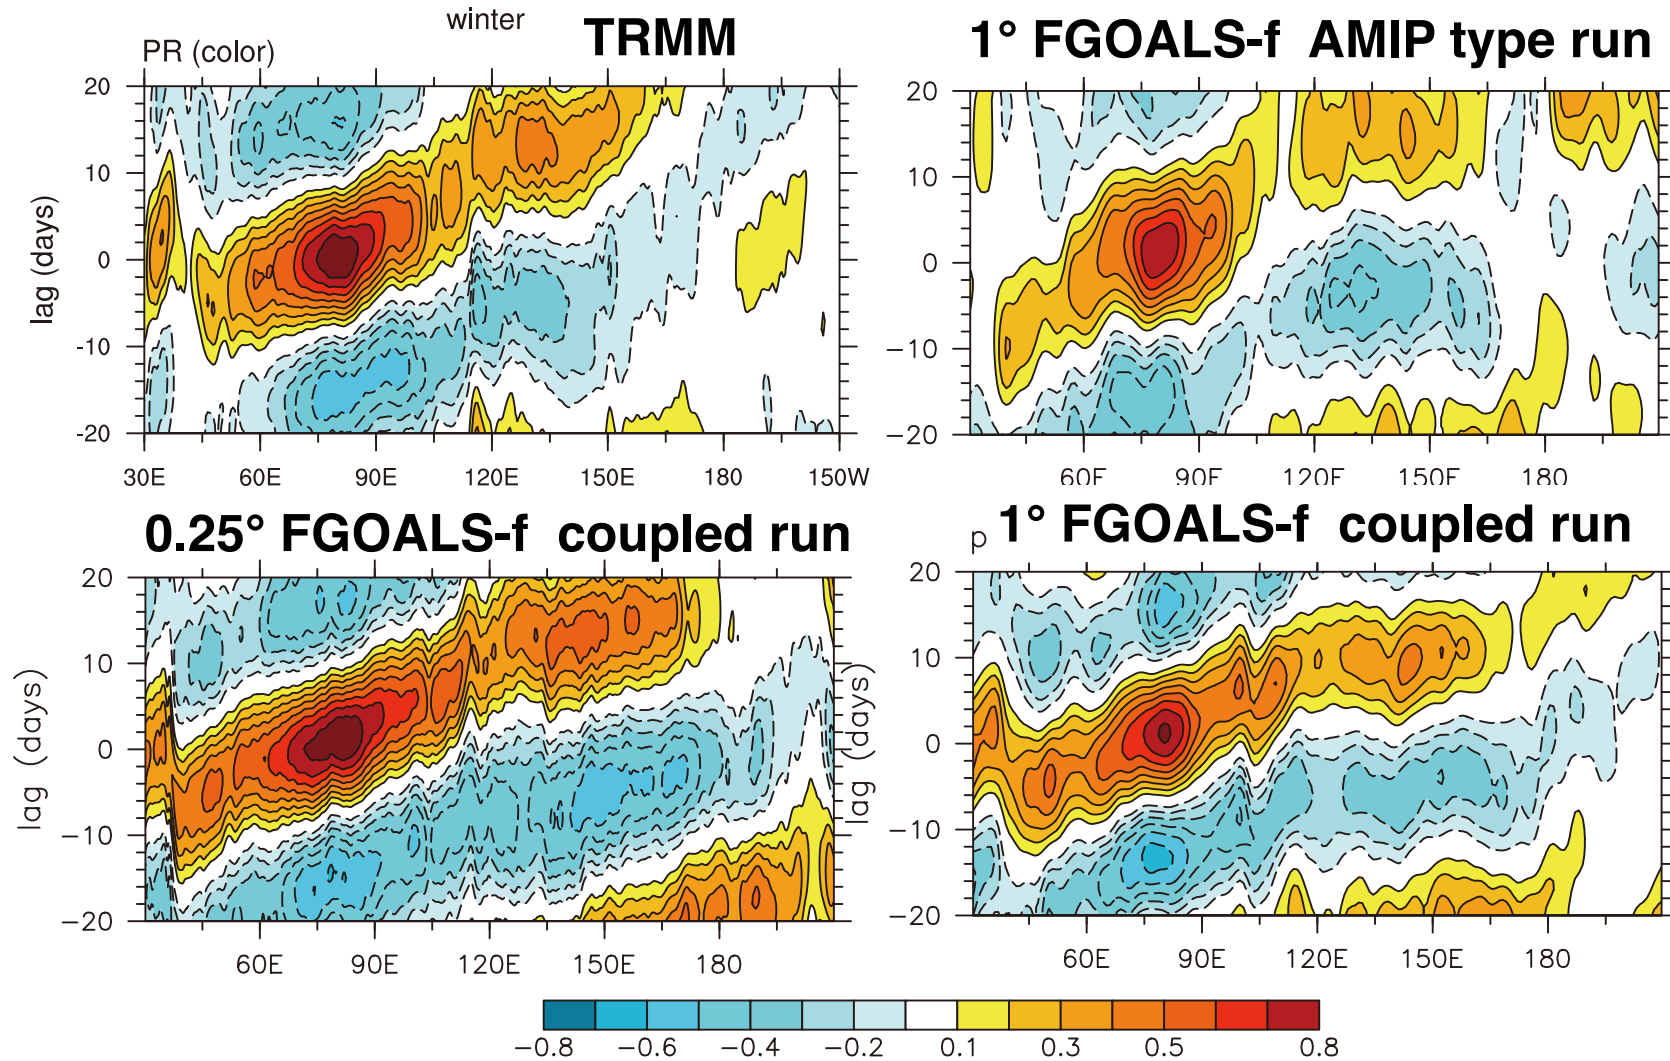 winter
TRMM
1° FGOALS-f AMIP type run
PR (color)
20
10
0
-10
-20
lag (days)
30E 60E 90E 120E 150E 180 150W
20
10
0
−10
−20
60E 90E 120E 150E 180
0.25° FGOALS-f coupled run
p 1° FGOALS-f coupled run
20
10
0
−10
−20
lag (days)
60E 90E 120E 150E 180
20
10
0
−10
−20
lag (days)
60E 90E 120E 150E 180
−0.8 −0.6 −0.4 −0.2 0.1 0.3 0.5 0.8